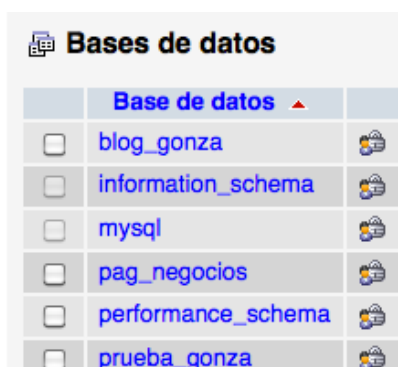 Bases de datos
Base de datos
blog_gonza
information_schema
mysql
pag_negocios
performance_schema
prueba_gonza